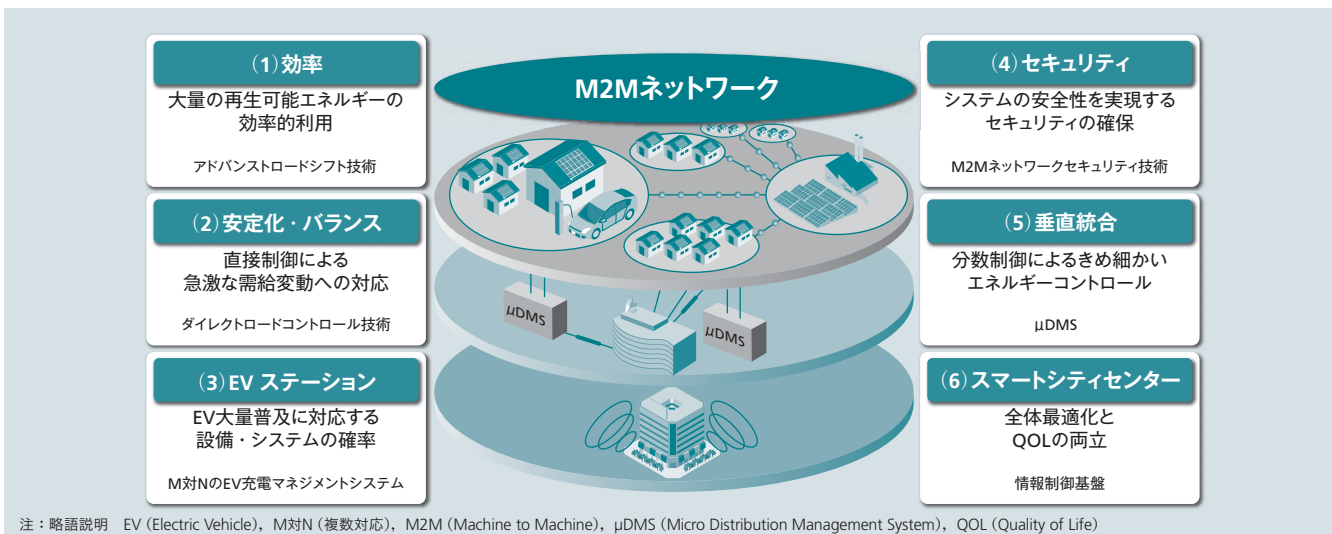 (1)効率
大量の再生可能エネルギーの
効率的利用
アドバンストロードシフト技術
(2)安定化・バランス
直接制御による
急激な需給変動への対応
ダイレクトロードコントロール技術
(3)EV ステーション
EV大量普及に対応する
設備・システムの確率
M対NのEV充電マネジメントシステム
M2Mネットワーク
μDMS
μDMS
(4)セキュリティ
システムの安全性を実現する
セキュリティの確保
M2Mネットワークセキュリティ技術
(5)垂直統合
分数制御によるきめ細かい
エネルギーコントロール
μDMS
(6)スマートシティセンター
全体最適化と
QOLの両立
情報制御基盤
注：略語説明　EV（Electric Vehicle），M対N（複数対応），M2M（Machine to Machine），μDMS（Micro Distribution Management System），QOL（Quality of Life）